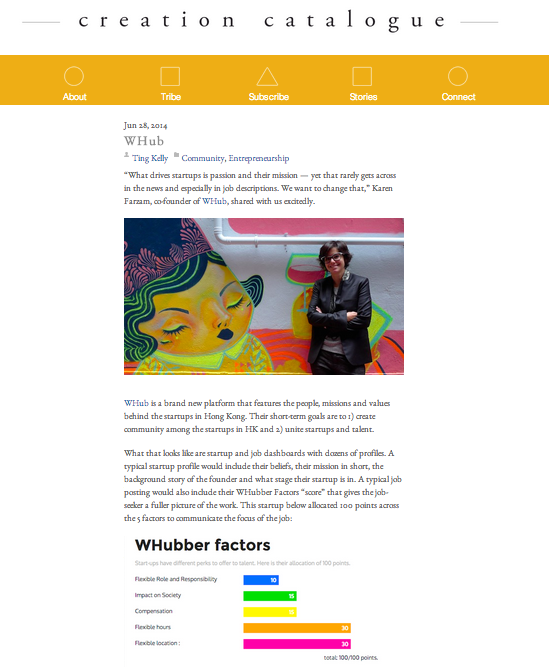 creation catalogue
About Tribe Subscribe Stories Connect
Jun 28, 2014
WHub
Ting Kelly Community, Entrepreneurship
“What drives startups is passion and their mission — yet that rarely gets across
in the news and especially in job descriptions. We want to change that,” Karen
Farzam, co-founder of WHub, shared with us excitedly.
WHub is a brand new platform that features the people, missions and values
behind the startups in Hong Kong. Their short-term goals are to 1) create
community among the startups in HK and 2) unite startups and talent.
What that looks like are startup and job dashboards with dozens of profiles. A
typical startup profile would include their beliefs, their mission in short, the
background story of the founder and what stage their startup is in. A typical job
posting would also include their WHubber Factors “score” that gives the job-
seeker a fuller picture of the work. This startup below allocated 100 points across
the 5 factors to communicate the focus of the job:
WHubber factors
Start-ups have different perks to offer to talent. Here is their allocation of 100 points.
Flexible Role and Responsibility 10
Impact on Society 15
Compensation 15
Flexible hours 30
Flexible location : 30
total: 100/100 points.